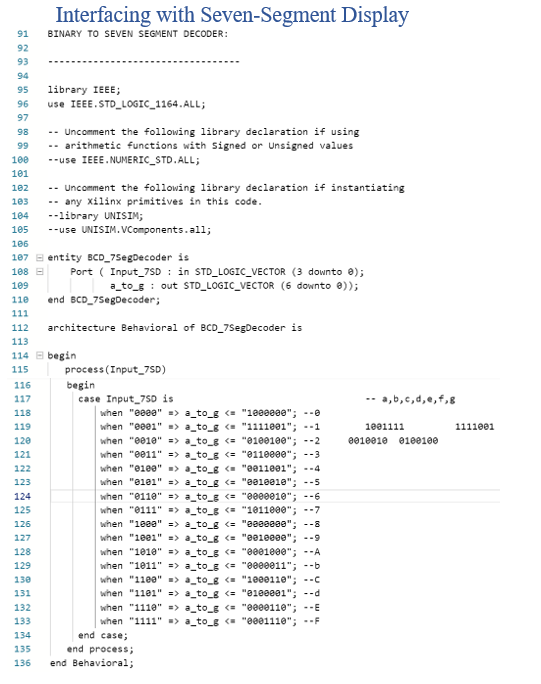 Interfacing with Seven-Segment Display
91 BINARY TO SEVEN SEGMENT DECODER:
92
93 ---------------------------------
94
95 library IEEE;
96 use IEEE.STD_LOGIC_1164.ALL;
97
98 -- Uncomment the following library declaration if using
99 -- arithmetic functions with Signed or Unsigned values
100 --use IEEE.NUMERIC_STD.ALL;
101
102 -- Uncomment the following library declaration if instantiating
103 -- any Xilinx primitives in this code.
104 --library UNISIM;
105 --use UNISIM.VComponents.all;
106
107 entity BCD_7SegDecoder is
108 Port ( Input_7SD : in STD_LOGIC_VECTOR (3 downto 0);
109 a_to_g : out STD_LOGIC_VECTOR (6 downto 0));
110 end BCD_7SegDecoder;
111
112 architecture Behavioral of BCD_7SegDecoder is
113
114 begin
115 process(Input_7SD)
116 begin
117 case Input_7SD is -- a,b,c,d,e,f,g
118 when "0000" => a_to_g <= "1000000"; --0
119 when "0001" => a_to_g <= "1111001"; --1 1001111 1111001
120 when "0010" => a_to_g <= "0100100"; --2 0010010 0100100
121 when "0011" => a_to_g <= "0110000"; --3
122 when "0100" => a_to_g <= "0011001"; --4
123 when "0101" => a_to_g <= "0010010"; --5
124 when "0110" => a_to_g <= "0000010"; --6
125 when "0111" => a_to_g <= "1011000"; --7
126 when "1000" => a_to_g <= "0000000"; --8
127 when "1001" => a_to_g <= "0010000"; --9
128 when "1010" => a_to_g <= "0001000"; --A
129 when "1011" => a_to_g <= "0000011"; --b
130 when "1100" => a_to_g <= "1000110"; --C
131 when "1101" => a_to_g <= "0100001"; --d
132 when "1110" => a_to_g <= "0000110"; --E
133 when "1111" => a_to_g <= "0001110"; --F
134 end case;
135 end process;
136 end Behavioral;